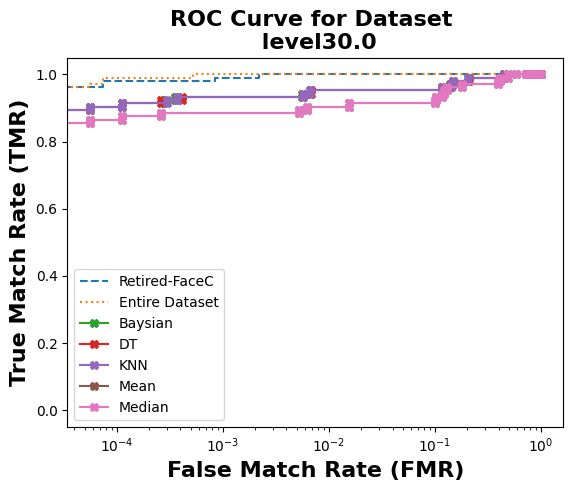 ROC Curve for Dataset
level30.0
True Match Rate (TMR)
1.0
0.8
0.6
0.4
0.2
0.0
Retired-FaceC
Entire Dataset
Baysian
DT
KNN
Mean
Median
10⁻⁴
10⁻³
10⁻²
10⁻¹
10⁰
False Match Rate (FMR)